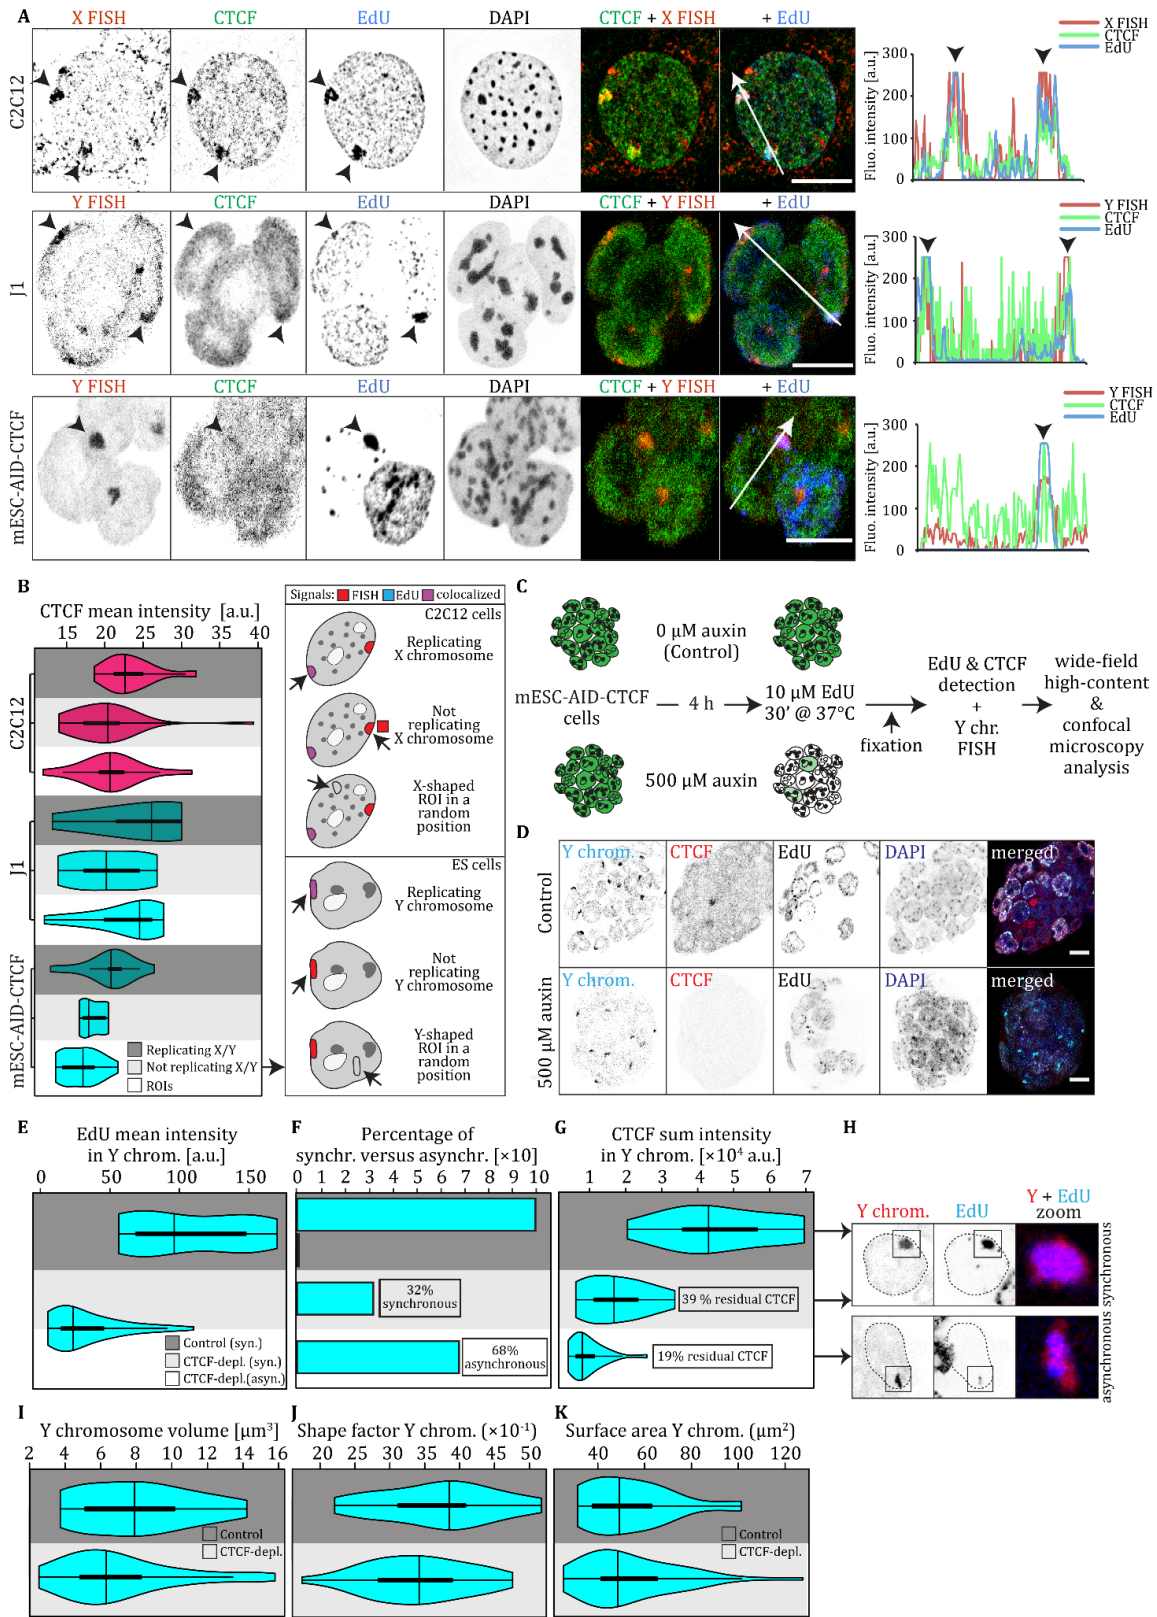 A
X FISH
CTCF
EdU
DAPI
CTCF + X FISH
+ EdU
X FISH
CTCF
EdU
C2C12
Fluo. intensity [a.u.]
300
200
100
0
Y FISH
CTCF
EdU
DAPI
CTCF + Y FISH
+ EdU
Y FISH
CTCF
EdU
J1
Fluo. intensity [a.u.]
300
200
100
0
Y FISH
CTCF
EdU
DAPI
CTCF + Y FISH
+ EdU
Y FISH
CTCF
EdU
mESC-AID-CTCF
Fluo. intensity [a.u.]
300
200
100
0
B
CTCF mean intensity [a.u.]
15 20 25 30 35 40
C2C12
J1
mESC-AID-CTCF
Replicating X/Y
Not replicating X/Y
ROIs
Signals: FISH EdU colocalized
C2C12 cells
Replicating
X chromosome
Not
replicating
X chromosome
X-shaped
ROI in a
random
position
ES cells
Replicating
Y chromosome
Not
replicating
Y chromosome
Y-shaped
ROI in a
random
position
C
0 µM auxin
(Control)
mESC-AID-CTCF
cells
4 h
10 µM EdU
30' @ 37°C
500 µM auxin
fixation
EdU & CTCF
detection
+
Y chr.
FISH
wide-field
high-content
&
confocal
microscopy
analysis
D
Y chrom.
CTCF
EdU
DAPI
merged
Control
Y chrom.
CTCF
EdU
DAPI
merged
500 µM auxin
E
EdU mean intensity
in Y chrom. [a.u.]
0 50 100 150
Control (syn.)
CTCF-depl. (syn.)
CTCF-depl.(asyn.)
F
Percentage of
synchr. versus asynchr. [×10]
0 1 2 3 4 5 6 7 8 9 10
32%
synchronous
68%
asynchronous
G
CTCF sum intensity
in Y chrom. [×10⁴ a.u.]
1 2 3 4 5 6 7
39 % residual CTCF
19% residual CTCF
H
Y chrom.
EdU
Y + EdU
zoom
synchronous
asynchronous
I
Y chromosome volume [µm³]
2 4 6 8 10 12 14 16
Control
CTCF-depl.
J
Shape factor Y chrom. (×10⁻¹)
20 25 30 35 40 45 50
K
Surface area Y chrom. (µm²)
40 60 80 100 120
Control
CTCF-depl.